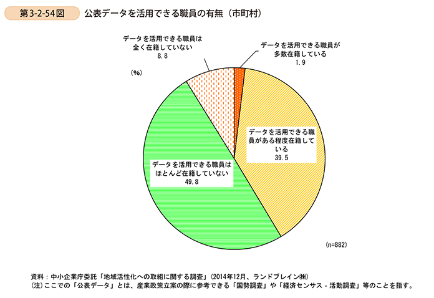 第3-2-54図 公表データを活用できる職員の有無（市町村）
データを活用できる職員は
全く在籍していない
8.8
データを活用できる職員が
多数在籍している
1.9
(%)
データを活用できる職
員がある程度在籍して
いる
39.5
データを活用できる職員は
ほとんど在籍していない
49.8
(n=882)
資料：中小企業庁委託「地域活性化への取組に関する調査」(2014年12月、ランドブレイン㈱)
(注)ここでの「公表データ」とは、産業政策立案の際に参考できる「国勢調査」や「経済センサス‐活動調査」等のことを指す。